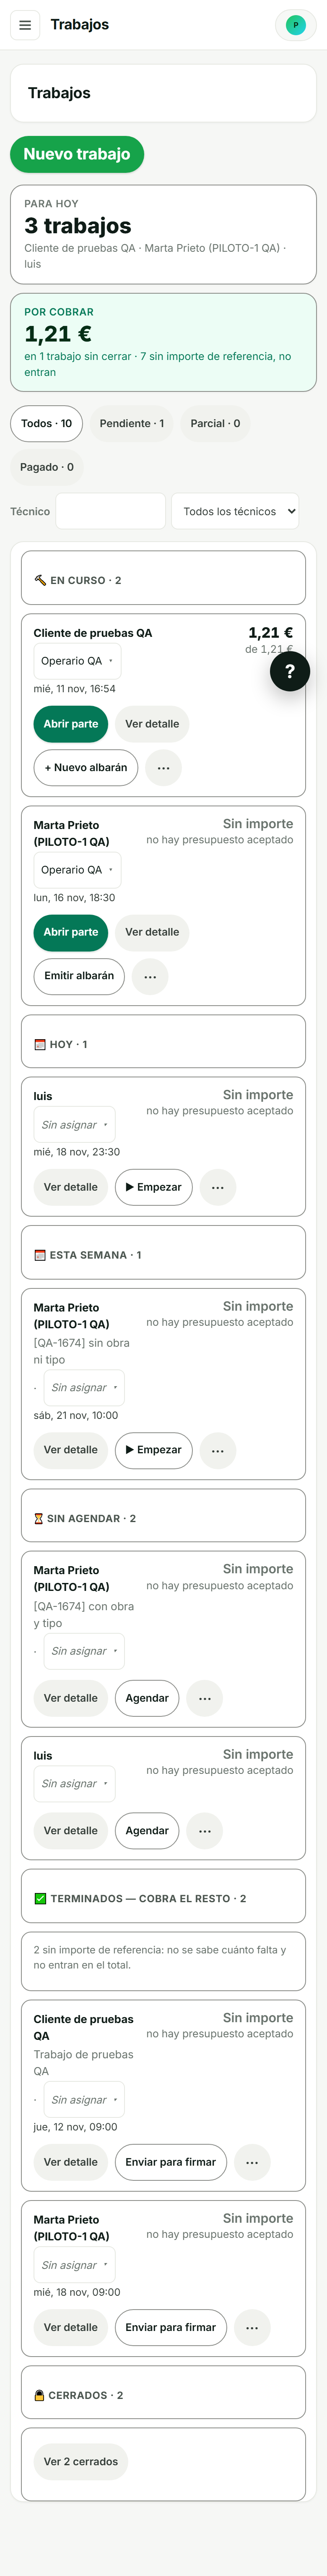 Trabajos
P
Trabajos
Nuevo trabajo
PARA HOY
3 trabajos
Cliente de pruebas QA · Marta Prieto (PILOTO-1 QA) ·
luis
POR COBRAR
1,21 €
en 1 trabajo sin cerrar · 7 sin importe de referencia, no
entran
Todos · 10
Pendiente · 1
Parcial · 0
Pagado · 0
Técnico
Todos los técnicos
EN CURSO · 2
Cliente de pruebas QA
1,21 €
de 1,21 €
Operario QA
mié, 11 nov, 16:54
?
Abrir parte
Ver detalle
+ Nuevo albarán
...
Marta Prieto
(PILOTO-1 QA)
Sin importe
no hay presupuesto aceptado
Operario QA
lun, 16 nov, 18:30
Abrir parte
Ver detalle
Emitir albarán
...
HOY · 1
luis
Sin importe
no hay presupuesto aceptado
Sin asignar
mié, 18 nov, 23:30
Ver detalle
▶ Empezar
...
ESTA SEMANA · 1
Marta Prieto
(PILOTO-1 QA)
Sin importe
no hay presupuesto aceptado
[QA-1674] sin obra
ni tipo
· Sin asignar
sáb, 21 nov, 10:00
Ver detalle
▶ Empezar
...
SIN AGENDAR · 2
Marta Prieto
(PILOTO-1 QA)
Sin importe
no hay presupuesto aceptado
[QA-1674] con obra
y tipo
· Sin asignar
Ver detalle
Agendar
...
luis
Sin importe
no hay presupuesto aceptado
Sin asignar
Ver detalle
Agendar
...
TERMINADOS — COBRA EL RESTO · 2
2 sin importe de referencia: no se sabe cuánto falta y
no entran en el total.
Cliente de pruebas
QA
Sin importe
no hay presupuesto aceptado
Trabajo de pruebas
QA
· Sin asignar
jue, 12 nov, 09:00
Ver detalle
Enviar para firmar
...
Marta Prieto
(PILOTO-1 QA)
Sin importe
no hay presupuesto aceptado
Sin asignar
mié, 18 nov, 09:00
Ver detalle
Enviar para firmar
...
CERRADOS · 2
Ver 2 cerrados